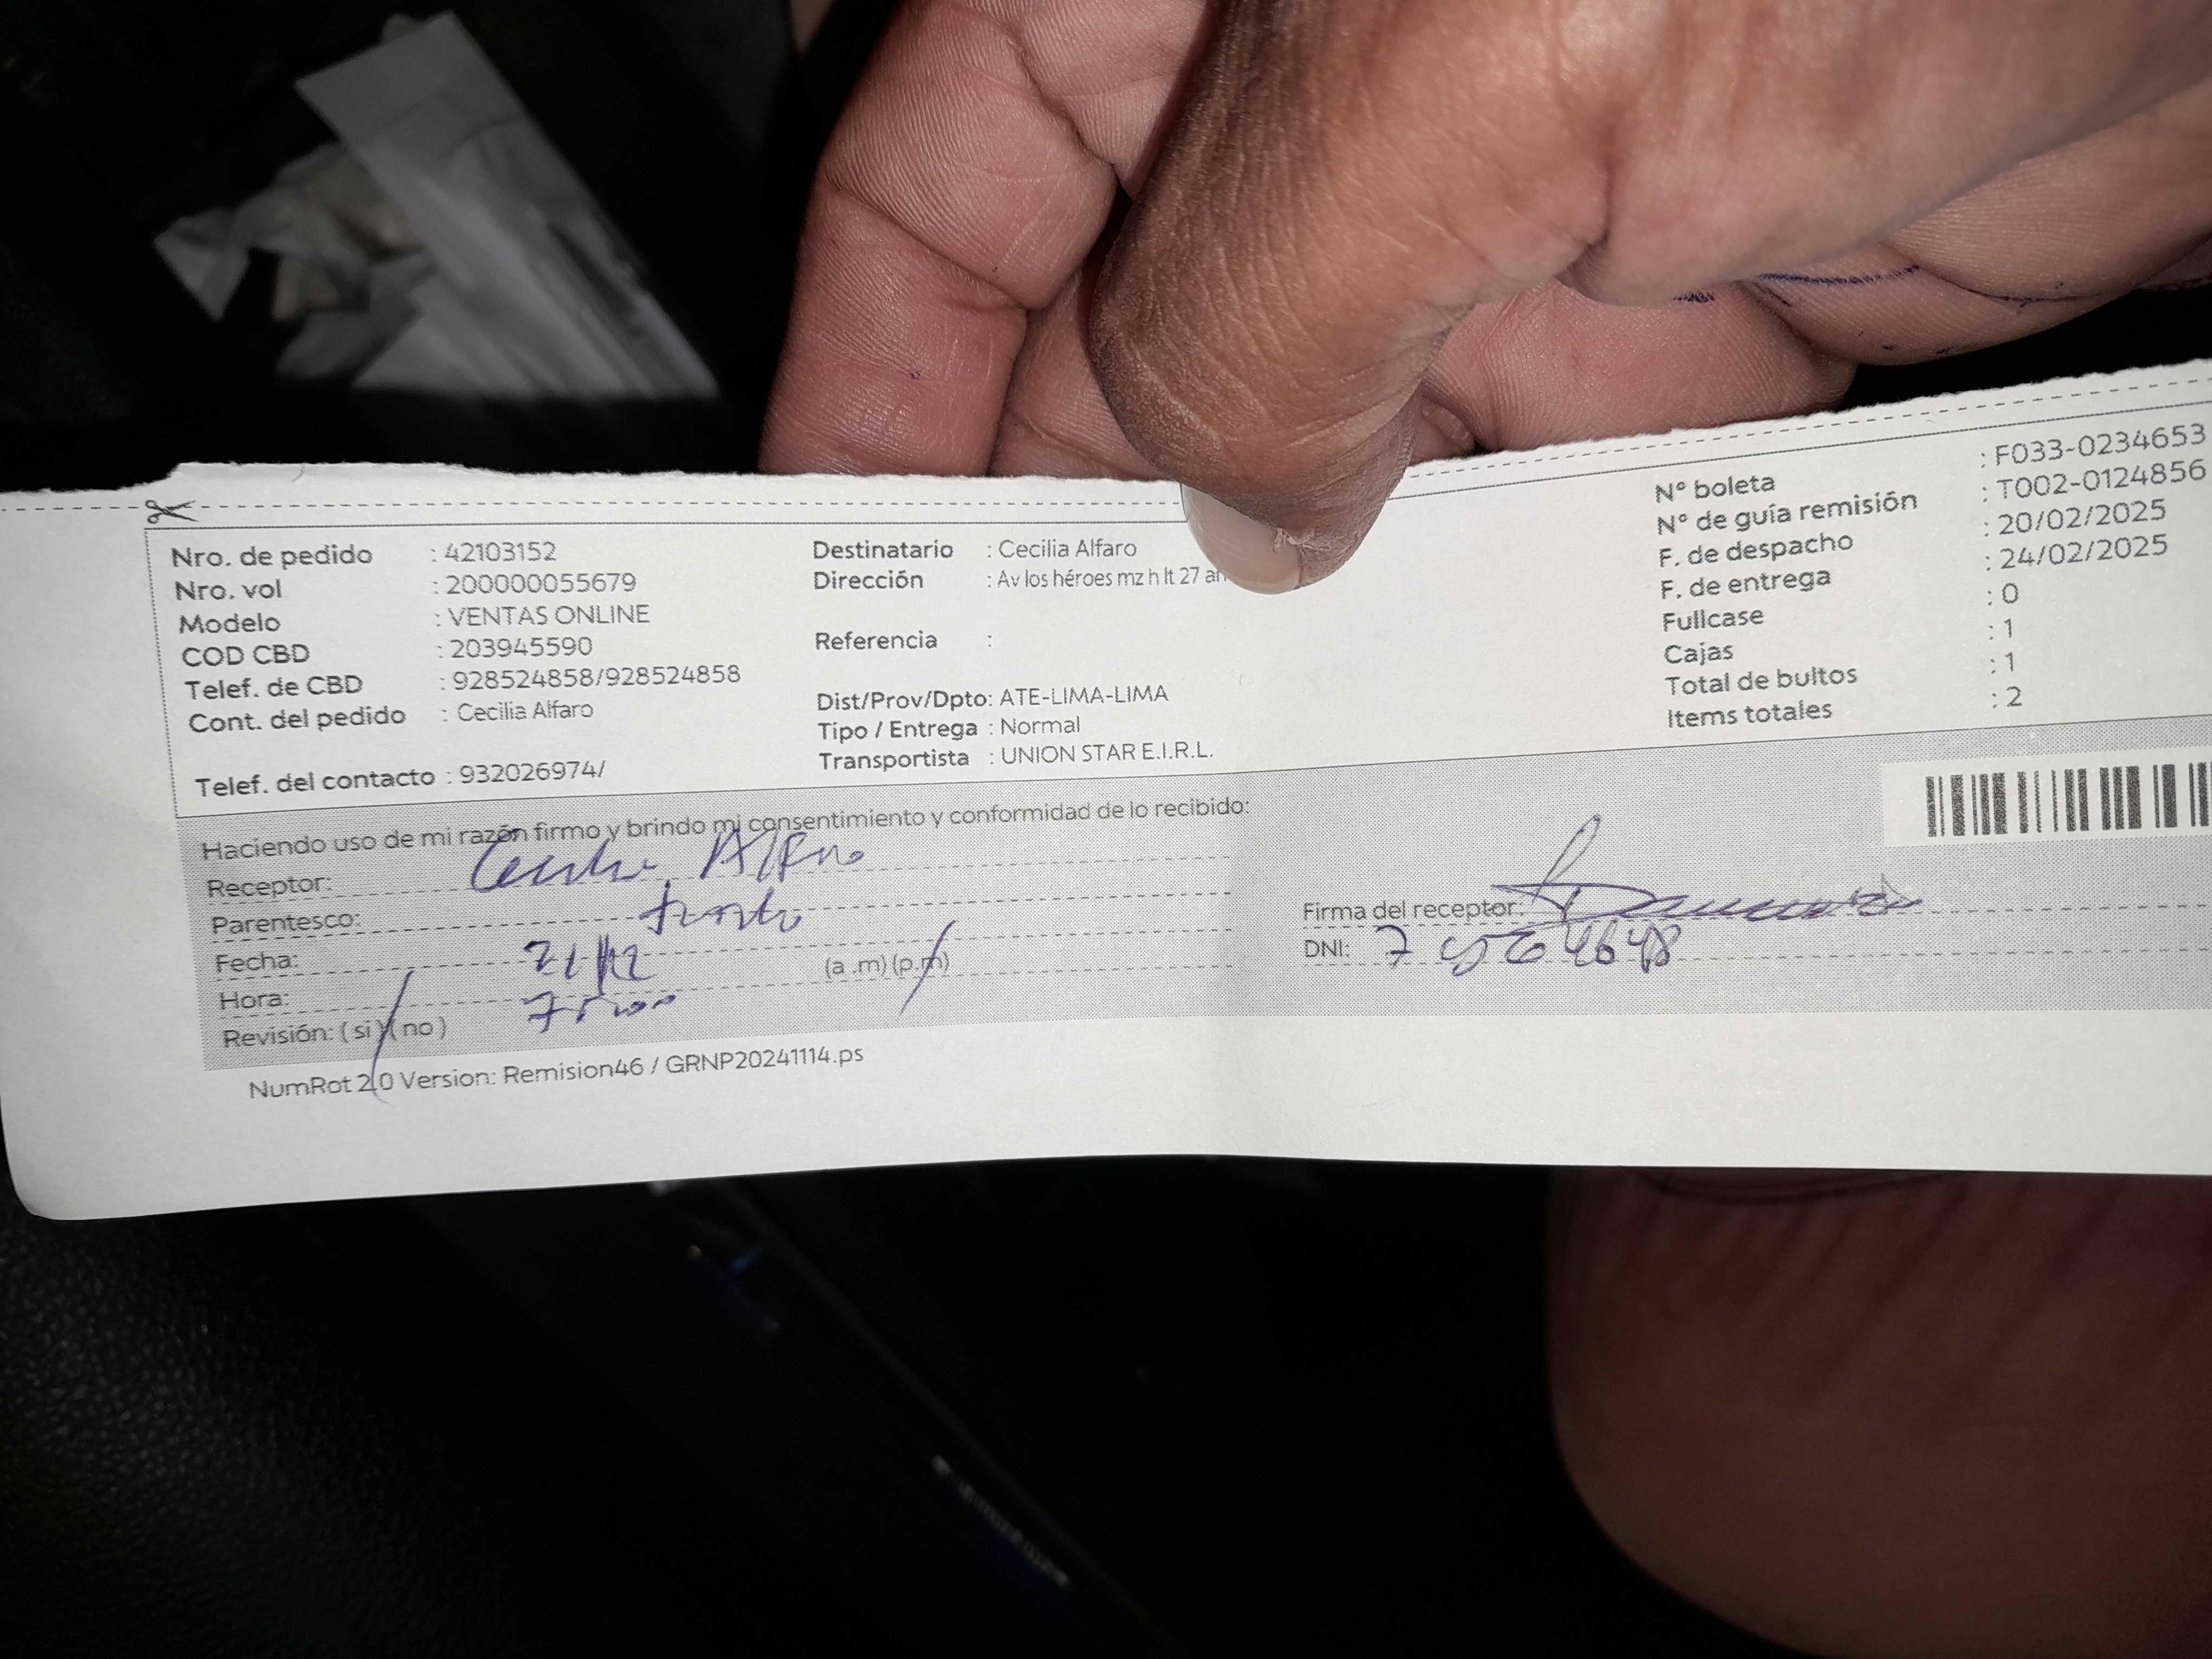 Nro. de pedido : 42103152
Nro. vol : 200000055679
Modelo : VENTAS ONLINE
COD CBD : 203945590
Telef. de CBD : 928524858/928524858
Cont. del pedido : Cecilia Alfaro
Telef. del contacto : 932026974/
Destinatario : Cecilia Alfaro
Dirección : Av los héroes mz h lt 27
Referencia :
Dist/Prov/Dpto: ATE-LIMA-LIMA
Tipo / Entrega : Normal
Transportista : UNION STAR E.I.R.L.
N° boleta : F033-0234653
N° de guía remisión : T002-0124856
F. de despacho : 20/02/2025
F. de entrega : 24/02/2025
Fullcase : 0
Cajas : 1
Total de bultos : 1
Items totales : 2
Haciendo uso de mi razón firmo y brindo mi consentimiento y conformidad de lo recibido:
Receptor: Cecilia Alfaro
Parentesco:
Fecha:
Hora: (a .m) (p.m)
Revisión: ( si ) ( no )
Firma del receptor:
DNI:
NumRot 2.0 Version: Remision46 / GRNP20241114.ps